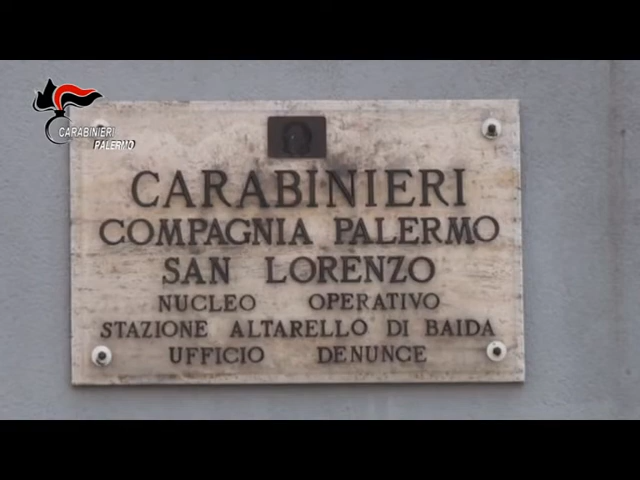 CARABINIERI
PALERMO
CARABINIERI
COMPAGNIA PALERMO
SAN LORENZO
NUCLEO OPERATIVO
STAZIONE ALTARELLO DI BAIDA
UFFICIO DENUNCE